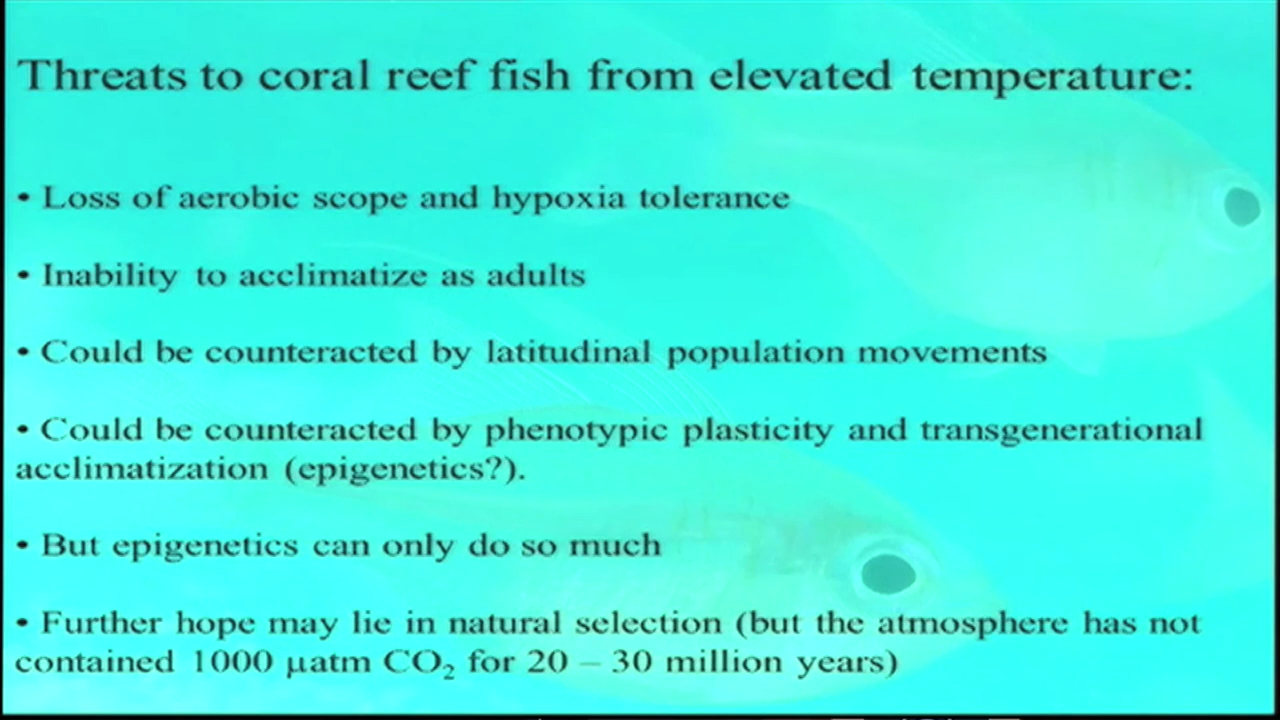 Threats to coral reef fish from elevated temperature:
• Loss of aerobic scope and hypoxia tolerance
• Inability to acclimatize as adults
• Could be counteracted by latitudinal population movements
• Could be counteracted by phenotypic plasticity and transgenerational
acclimatization (epigenetics?).
• But epigenetics can only do so much
• Further hope may lie in natural selection (but the atmosphere has not
contained 1000 µatm CO₂ for 20 – 30 million years)